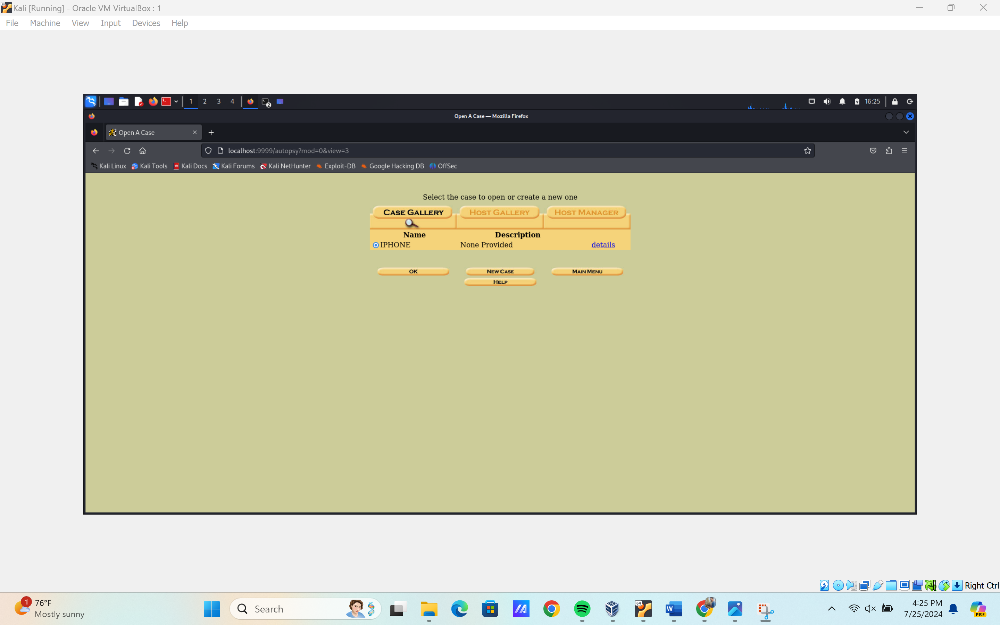 Kali [Running] - Oracle VM VirtualBox : 1
File Machine View Input Devices Help
1 2 3 4 2 16:25
Open A Case — Mozilla Firefox
Open A Case
localhost:9999/autopsy?mod=0&view=3
Kali Linux Kali Tools Kali Docs Kali Forums Kali NetHunter Exploit-DB Google Hacking DB OffSec
Select the case to open or create a new one
CASE GALLERY HOST GALLERY HOST MANAGER
Name Description
IPHONE None Provided details
OK NEW CASE MAIN MENU
HELP
Right Ctrl
1 76°F
Mostly sunny
Search
64
W
4:25 PM
7/25/2024
PRE